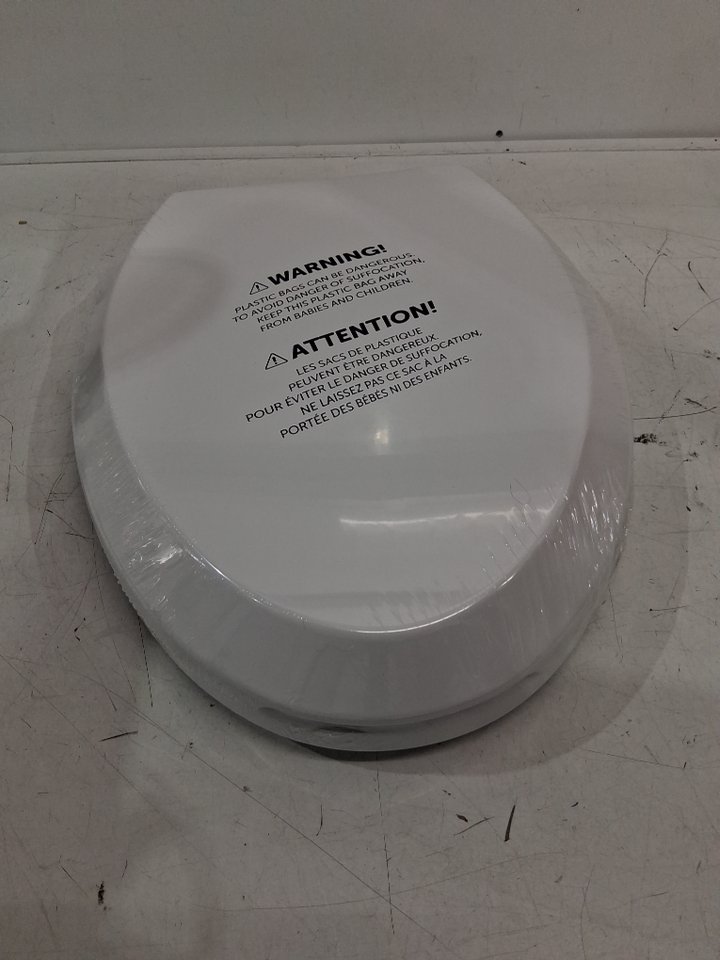 ⚠ WARNING!
PLASTIC BAGS CAN BE DANGEROUS.
TO AVOID DANGER OF SUFFOCATION,
KEEP THIS PLASTIC BAG AWAY
FROM BABIES AND CHILDREN.
⚠ ATTENTION!
LES SACS DE PLASTIQUE
PEUVENT ÊTRE DANGEREUX.
POUR ÉVITER LE DANGER DE SUFFOCATION,
NE LAISSEZ PAS CE SAC À LA
PORTÉE DES BÉBÉS NI DES ENFANTS.